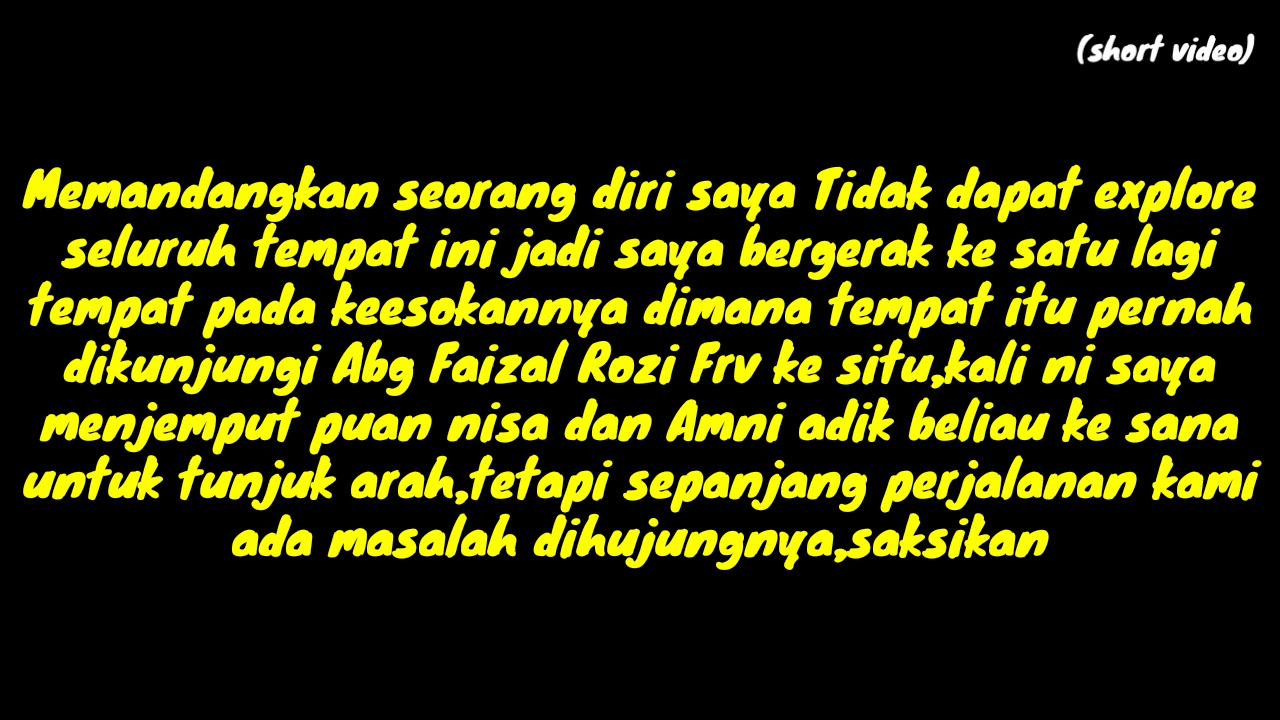 (short video)
Memandangkan seorang diri saya Tidak dapat explore
seluruh tempat ini jadi saya bergerak ke satu lagi
tempat pada keesokannya dimana tempat itu pernah
dikunjungi Abg Faizal Rozi Frv ke situ,kali ni saya
menjemput puan nisa dan Amni adik beliau ke sana
untuk tunjuk arah,tetapi sepanjang perjalanan kami
ada masalah dihujungnya,saksikan